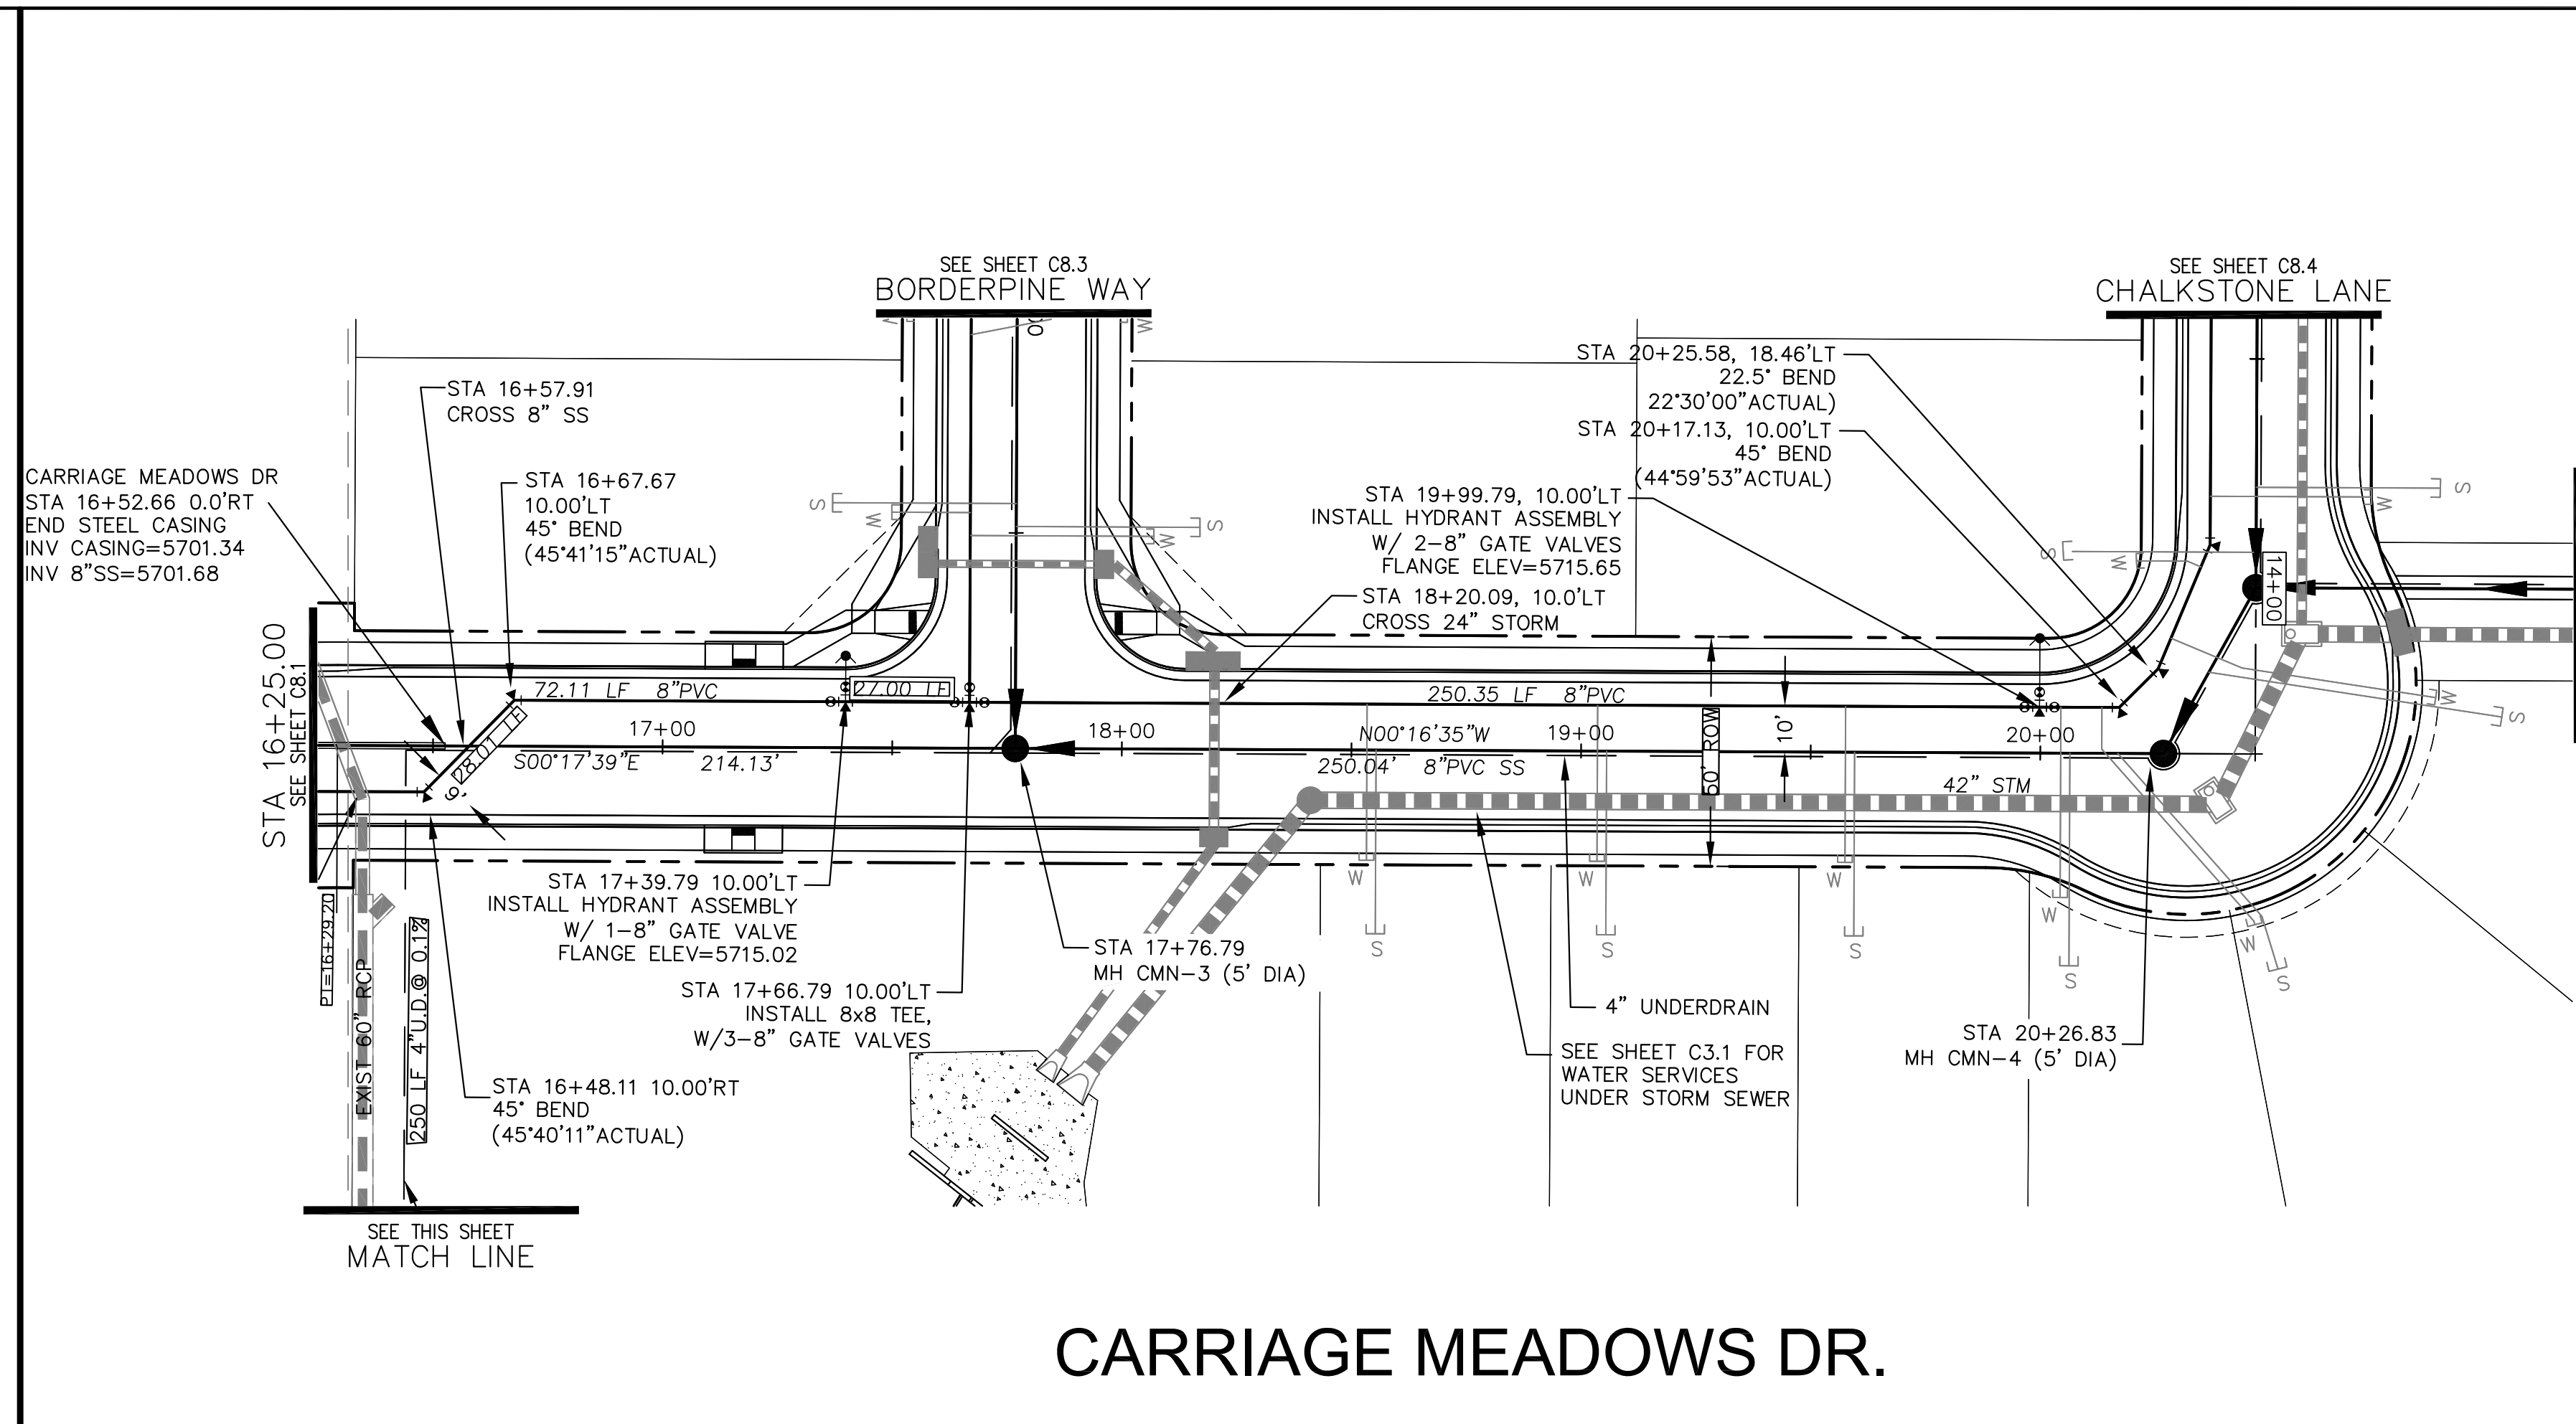 SEE SHEET C8.3
BORDERPINE WAY
SEE SHEET C8.4
CHALKSTONE LANE
STA 16+57.91
CROSS 8" SS
CARRIAGE MEADOWS DR
STA 16+52.66 0.0'RT
END STEEL CASING
INV CASING=5701.34
INV 8"SS=5701.68
STA 16+67.67
10.00'LT
45° BEND
(45°41'15"ACTUAL)
STA 20+25.58, 18.46'LT
22.5° BEND
22°30'00"ACTUAL)
STA 20+17.13, 10.00'LT
45° BEND
(44°59'53"ACTUAL)
STA 19+99.79, 10.00'LT
INSTALL HYDRANT ASSEMBLY
W/ 2-8" GATE VALVES
FLANGE ELEV=5715.65
STA 18+20.09, 10.0'LT
CROSS 24" STORM
S
W
S
W
W
W
S
W
S
W
W
S
14+00
STA 16+25.00
SEE SHEET C8.1
72.11 LF 8"PVC
27.00 LF
250.35 LF 8"PVC
28.01 LF
9'
17+00
18+00
N00°16'35"W
19+00
20+00
S00°17'39"E 214.13'
250.04' 8"PVC SS
50' ROW
10'
42" STM
STA 17+39.79 10.00'LT
INSTALL HYDRANT ASSEMBLY
W/ 1-8" GATE VALVE
FLANGE ELEV=5715.02
STA 17+66.79 10.00'LT
INSTALL 8x8 TEE,
W/3-8" GATE VALVES
STA 17+76.79
MH CMN-3 (5' DIA)
W
S
W
S
W
S
W
S
W
S
PT=16+29.20
EXIST 60" RCP
250 LF 4"U.D.@ 0.1%
4" UNDERDRAIN
SEE SHEET C3.1 FOR
WATER SERVICES
UNDER STORM SEWER
STA 20+26.83
MH CMN-4 (5' DIA)
STA 16+48.11 10.00'RT
45° BEND
(45°40'11"ACTUAL)
SEE THIS SHEET
MATCH LINE
CARRIAGE MEADOWS DR.